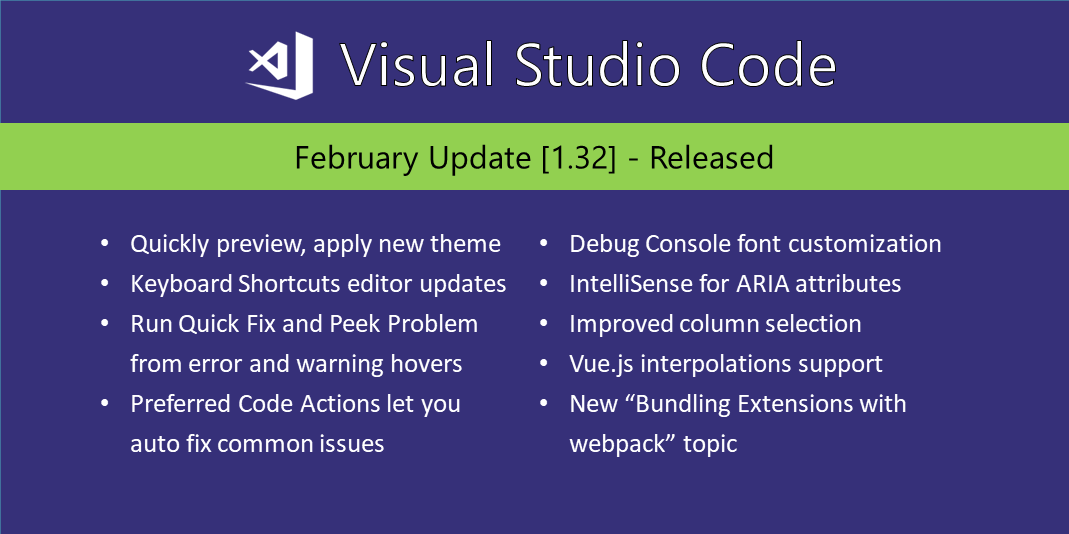 Visual Studio Code
February Update [1.32] - Released
• Quickly preview, apply new theme
• Keyboard Shortcuts editor updates
• Run Quick Fix and Peek Problem
from error and warning hovers
• Preferred Code Actions let you
auto fix common issues
• Debug Console font customization
• IntelliSense for ARIA attributes
• Improved column selection
• Vue.js interpolations support
• New “Bundling Extensions with
webpack” topic